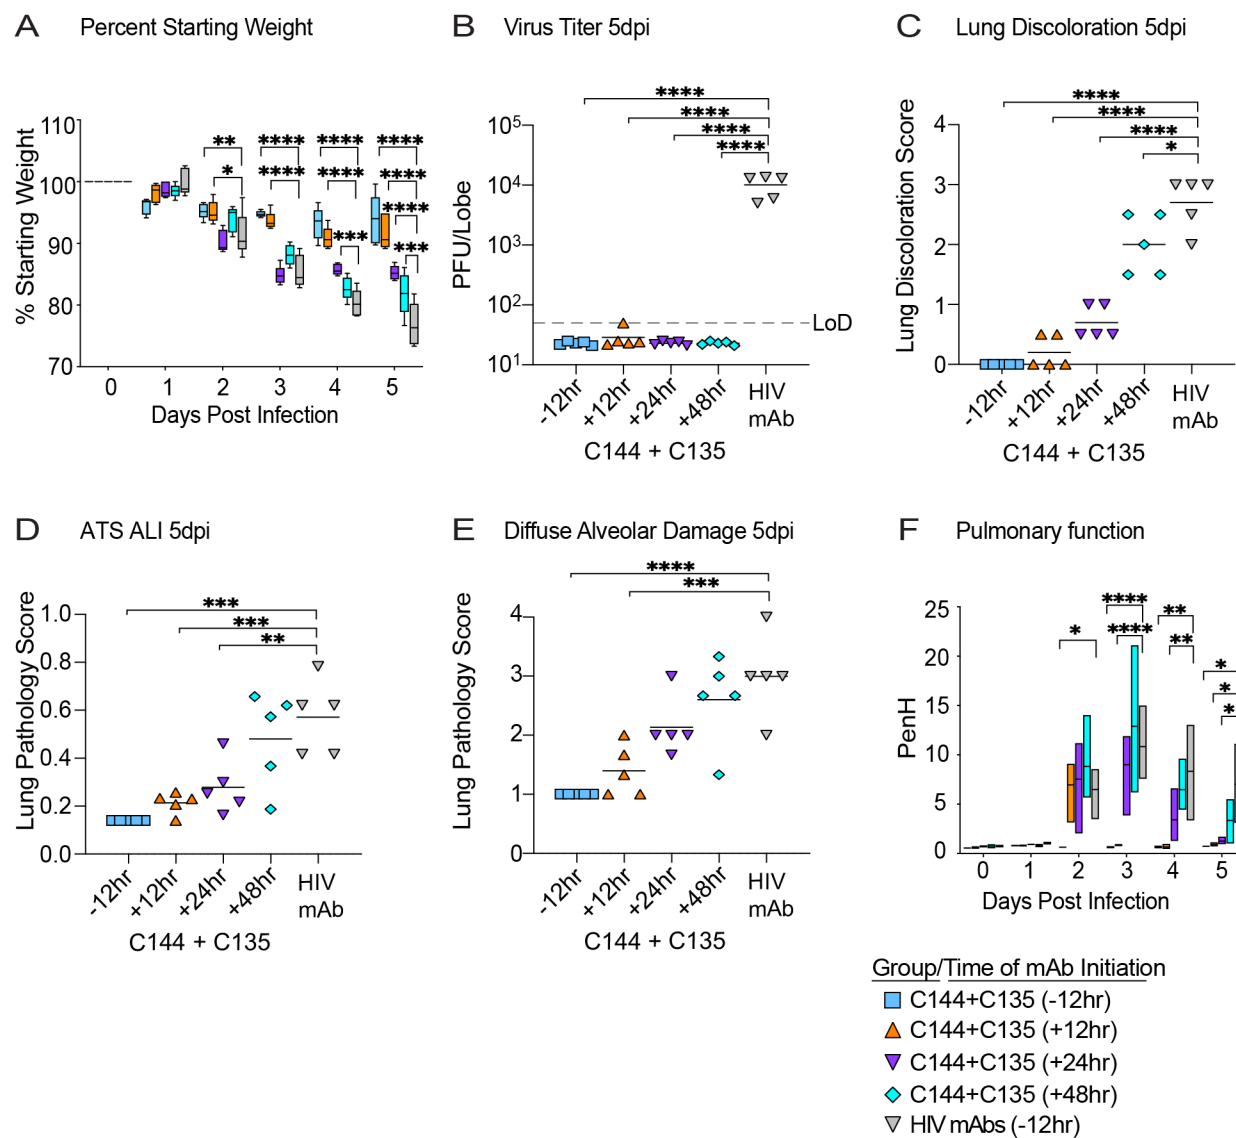 A Percent Starting Weight
% Starting Weight
110
100
90
80
70
** **** **** ****
* **** **** ****
*** ****
***
0 1 2 3 4 5
Days Post Infection
B Virus Titer 5dpi
PFU/Lobe
10^5
10^4
10^3
10^2
10^1
****
****
****
****
LoD
-12hr +12hr +24hr +48hr HIV mAb
C144 + C135
C Lung Discoloration 5dpi
Lung Discoloration Score
4
3
2
1
0
****
****
****
*
-12hr +12hr +24hr +48hr HIV mAb
C144 + C135
D ATS ALI 5dpi
Lung Pathology Score
1.0
0.8
0.6
0.4
0.2
0.0
***
***
**
-12hr +12hr +24hr +48hr HIV mAb
C144 + C135
E Diffuse Alveolar Damage 5dpi
Lung Pathology Score
4
3
2
1
0
****
***
-12hr +12hr +24hr +48hr HIV mAb
C144 + C135
F Pulmonary function
PenH
25
20
15
10
5
0
* **** ** *
**** ** *
*
0 1 2 3 4 5
Days Post Infection
Group/Time of mAb Initiation
C144+C135 (-12hr)
C144+C135 (+12hr)
C144+C135 (+24hr)
C144+C135 (+48hr)
HIV mAbs (-12hr)